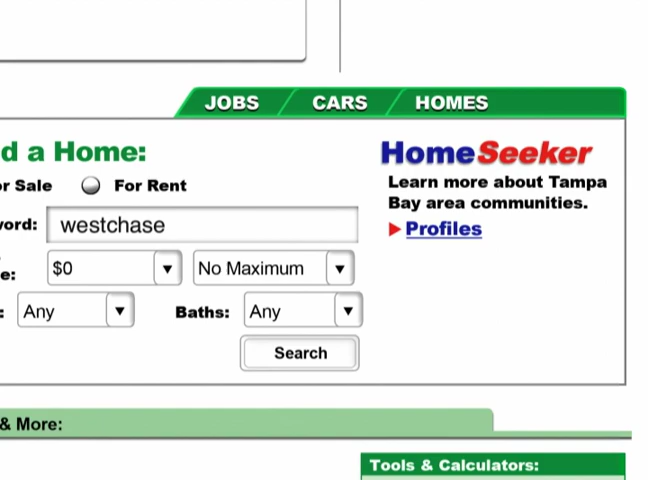 JOBS CARS HOMES
d a Home:
HomeSeeker
r Sale For Rent
Learn more about Tampa
Bay area communities.
word: westchase
Profiles
e: $0 No Maximum
: Any Baths: Any
Search
& More:
Tools & Calculators: